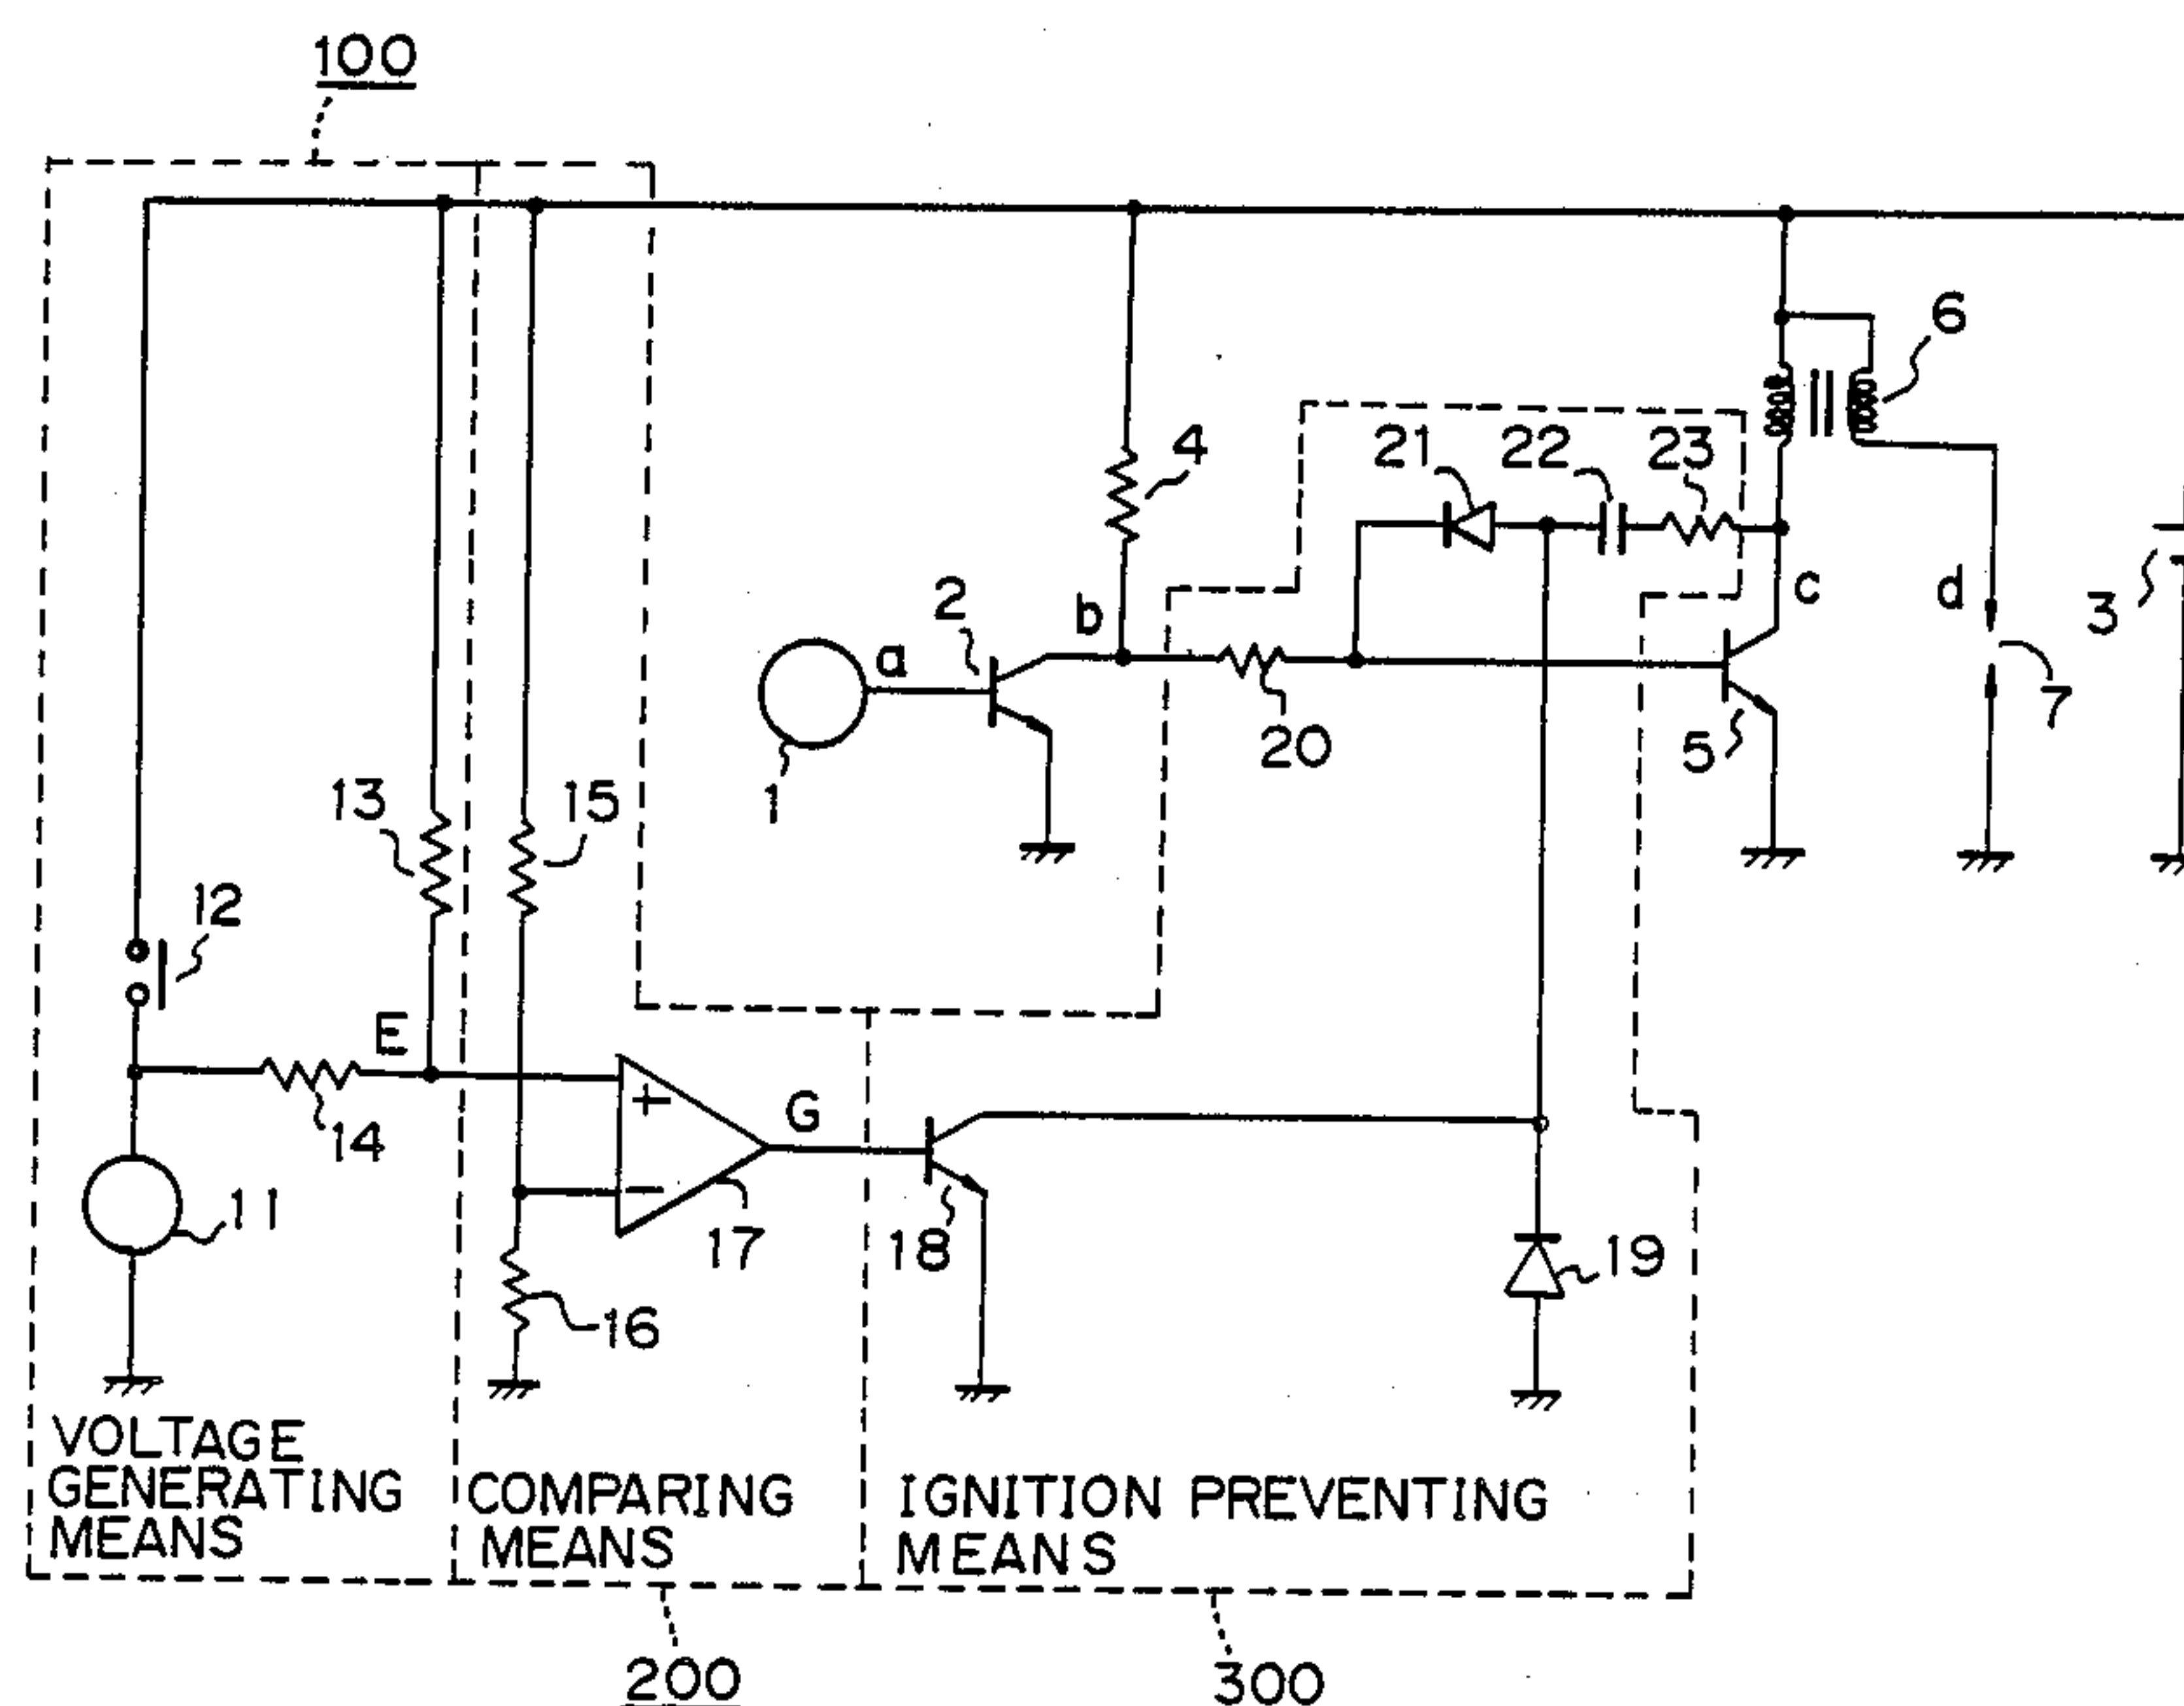 100
6
4
21
22
23
2
b
c
d
3
a
7
20
5
1
13
15
12
E
G
14
+
−
11
17
18
19
16
VOLTAGE
GENERATING
MEANS
COMPARING
MEANS
IGNITION PREVENTING
MEANS
200
300